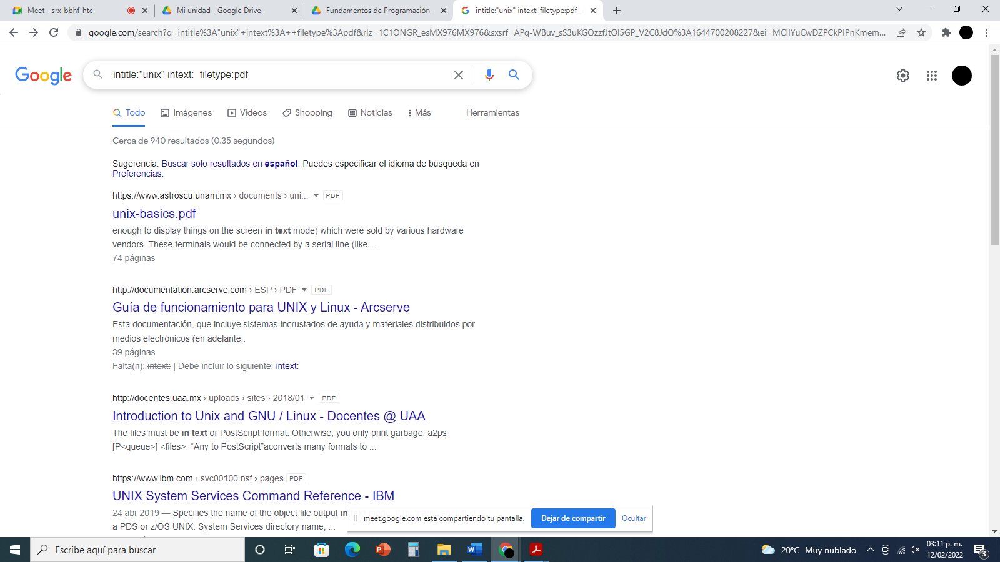 Meet - srx-bbhf-htc
Mi unidad - Google Drive
Fundamentos de Programación -
intitle:"unix" intext: filetype:pdf -
google.com/search?q=intitle%3A"unix"+intext%3A++filetype%3Apdf&rlz=1C1ONGR_esMX976MX976&sxsrf=APq-WBuv_sS3uKGQzzfJtOl5GP_V2C8JdQ%3A1644700208227&ei=MCIIYuCwDZPCkPIPnKmem...
Google
intitle:"unix" intext:  filetype:pdf
Todo Imágenes Vídeos Shopping Noticias Más Herramientas
Cerca de 940 resultados (0.35 segundos)
Sugerencia: Buscar solo resultados en español. Puedes especificar el idioma de búsqueda en
Preferencias.
https://www.astroscu.unam.mx › documents › uni... PDF
unix-basics.pdf
enough to display things on the screen in text mode) which were sold by various hardware
vendors. These terminals would be connected by a serial line (like ...
74 páginas
http://documentation.arcserve.com › ESP › PDF PDF
Guía de funcionamiento para UNIX y Linux - Arcserve
Esta documentación, que incluye sistemas incrustados de ayuda y materiales distribuidos por
medios electrónicos (en adelante,.
39 páginas
Falta(n): intext: | Debe incluir lo siguiente: intext:
http://docentes.uaa.mx › uploads › sites › 2018/01 PDF
Introduction to Unix and GNU / Linux - Docentes @ UAA
The files must be in text or PostScript format. Otherwise, you only print garbage. a2ps
[P<queue>] <files>. “Any to PostScript”aconverts many formats to ...
https://www.ibm.com › svc00100.nsf › pages PDF
UNIX System Services Command Reference - IBM
24 abr 2019 — Specifies the name of the object file output in
a PDS or z/OS UNIX. System Services directory name, ...
meet.google.com está compartiendo tu pantalla. Dejar de compartir Ocultar
Escribe aquí para buscar
20°C Muy nublado
03:11 p. m.
12/02/2022
3